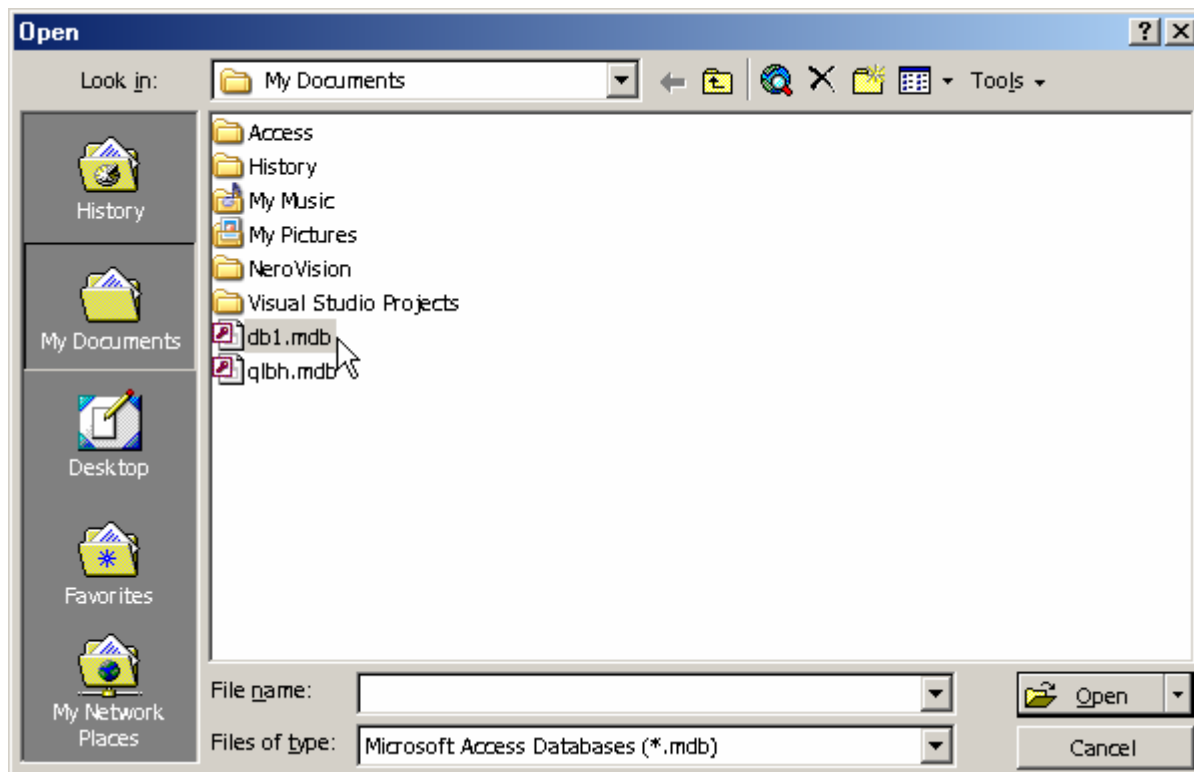 Open
Look in: My Documents Tools
History
My Documents
Desktop
Favorites
My Network
Places
Access
History
My Music
My Pictures
NeroVision
Visual Studio Projects
db1.mdb
qlbh.mdb
File name: Open
Files of type: Microsoft Access Databases (*.mdb) Cancel